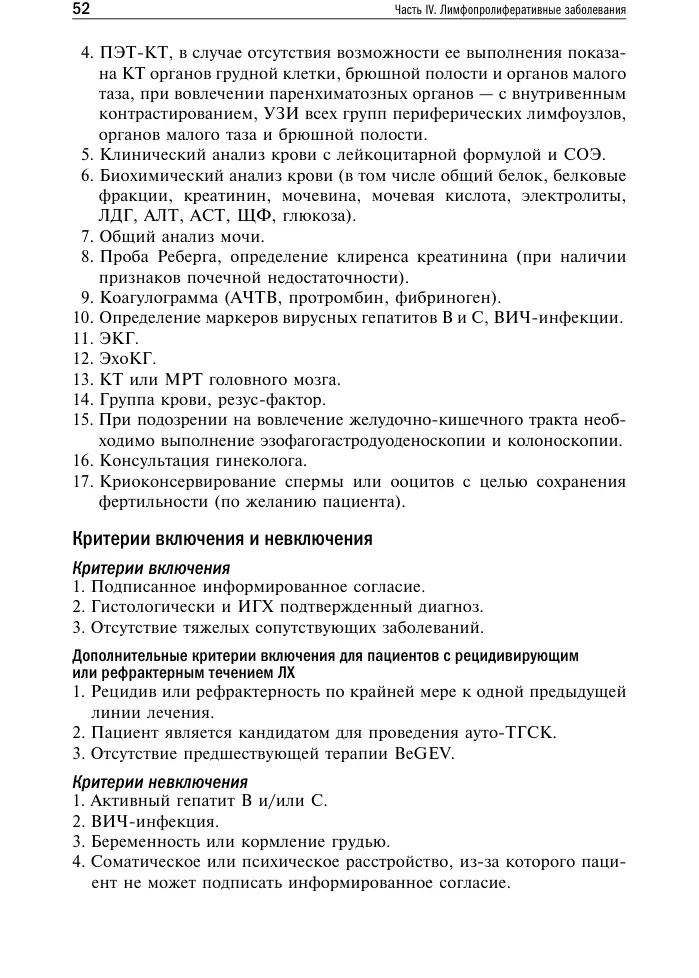 52
Часть IV. Лимфопролиферативные заболевания
4. ПЭТ-КТ, в случае отсутствия возможности ее выполнения показа-
на КТ органов грудной клетки, брюшной полости и органов малого
таза, при вовлечении паренхиматозных органов — с внутривенным
контрастированием, УЗИ всех групп периферических лимфоузлов,
органов малого таза и брюшной полости.
5. Клинический анализ крови с лейкоцитарной формулой и СОЭ.
6. Биохимический анализ крови (в том числе общий белок, белковые
фракции, креатинин, мочевина, мочевая кислота, электролиты,
ЛДГ, АЛТ, АСТ, ЩФ, глюкоза).
7. Общий анализ мочи.
8. Проба Реберга, определение клиренса креатинина (при наличии
признаков почечной недостаточности).
9. Коагулограмма (АЧТВ, протромбин, фибриноген).
10. Определение маркеров вирусных гепатитов В и С, ВИЧ-инфекции.
11. ЭКГ.
12. ЭхоКГ.
13. КТ или МРТ головного мозга.
14. Группа крови, резус-фактор.
15. При подозрении на вовлечение желудочно-кишечного тракта необ-
ходимо выполнение эзофагогастродуоденоскопии и колоноскопии.
16. Консультация гинеколога.
17. Криоконсервирование спермы или ооцитов с целью сохранения
фертильности (по желанию пациента).
Критерии включения и невключения
Критерии включения
1. Подписанное информированное согласие.
2. Гистологически и ИГХ подтвержденный диагноз.
3. Отсутствие тяжелых сопутствующих заболеваний.
Дополнительные критерии включения для пациентов с рецидивирующим
или рефрактерным течением ЛХ
1. Рецидив или рефрактерность по крайней мере к одной предыдущей
линии лечения.
2. Пациент является кандидатом для проведения ауто-ТГСК.
3. Отсутствие предшествующей терапии BeGEV.
Критерии невключения
1. Активный гепатит В и/или С.
2. ВИЧ-инфекция.
3. Беременность или кормление грудью.
4. Соматическое или психическое расстройство, из-за которого паци-
ент не может подписать информированное согласие.